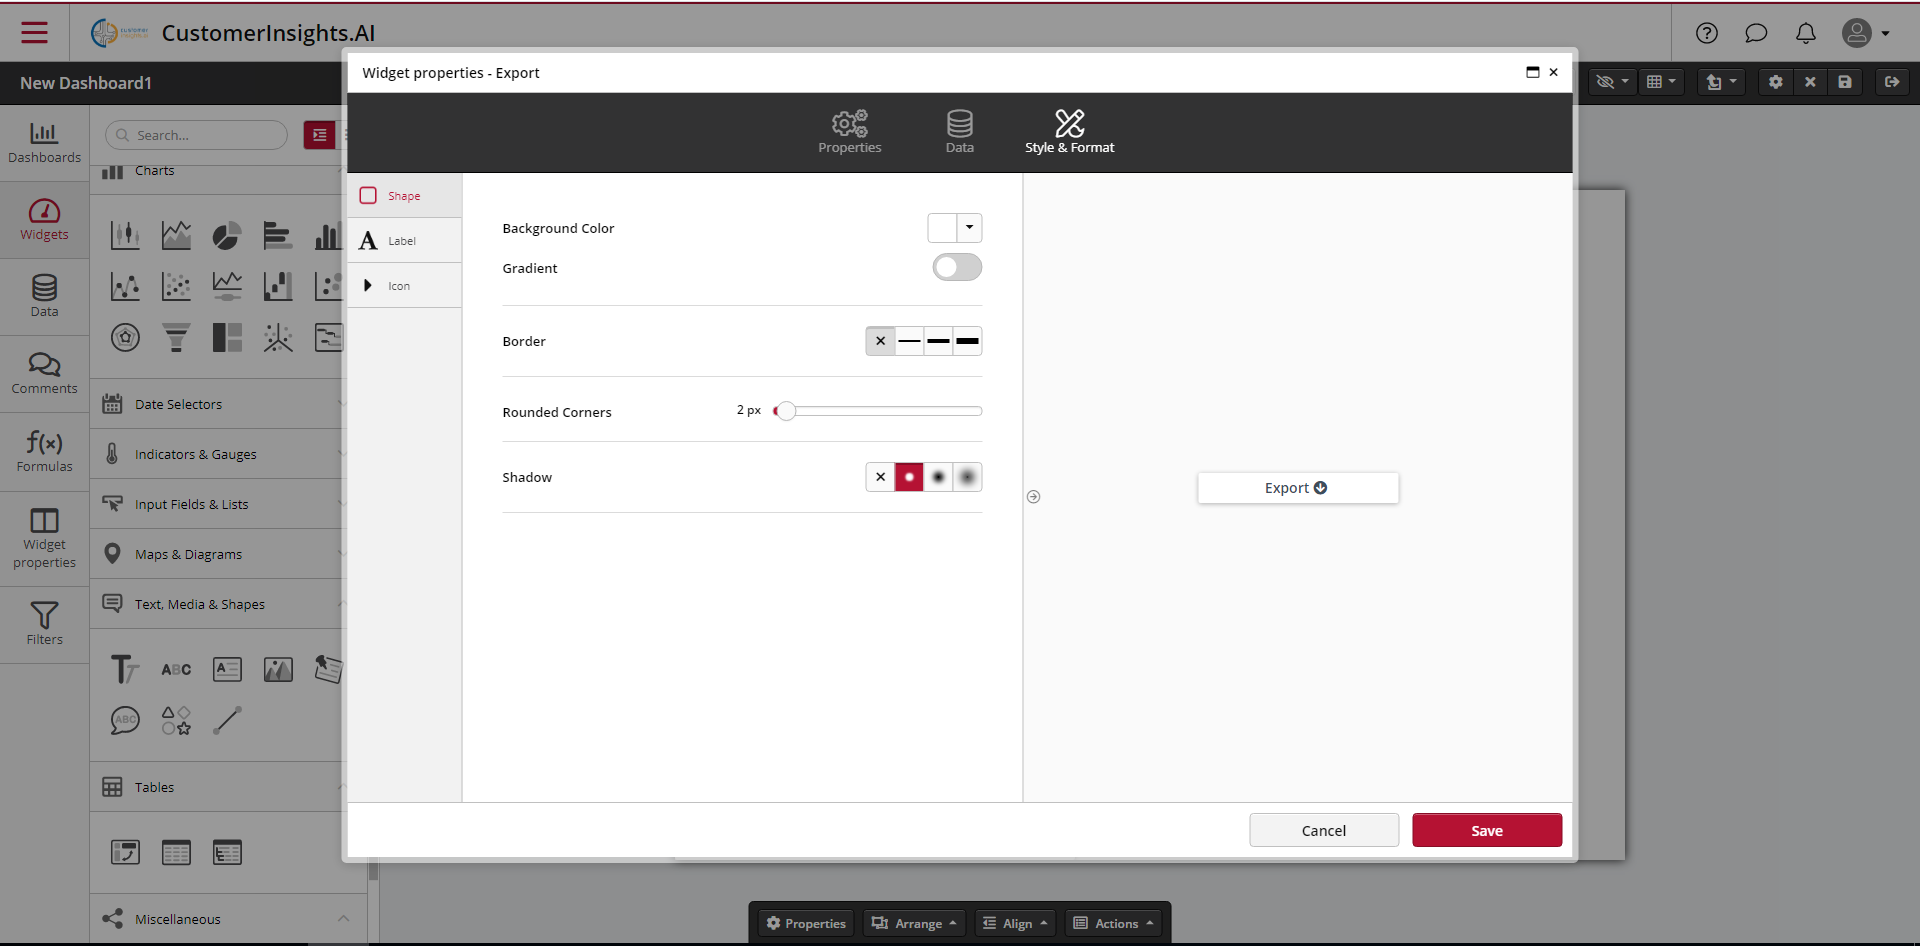 CustomerInsights.AI
New Dashboard1
Widget properties - Export
Properties
Data
Style & Format
Dashboards
Widgets
Data
Comments
Formulas
Widget
properties
Filters
Search...
Charts
Date Selectors
Indicators & Gauges
Input Fields & Lists
Maps & Diagrams
Text, Media & Shapes
Tables
Miscellaneous
Shape
Label
Icon
Background Color
Gradient
Border
Rounded Corners
2 px
Shadow
Export
Cancel
Save
Properties
Arrange
Align
Actions